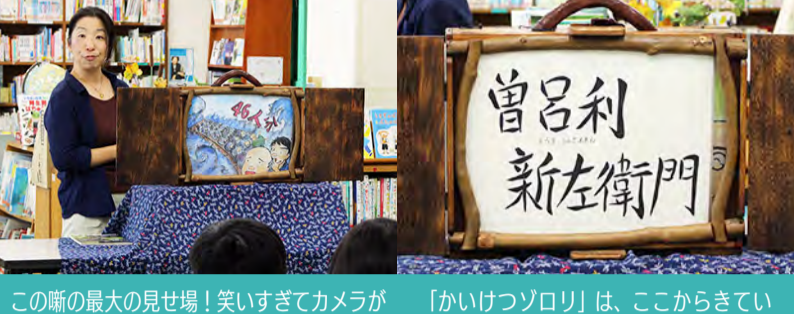 46人分
曽呂利
新左衛門
この噺の最大の見せ場！笑いすぎてカメラが
「かいけつゾロリ」は、ここからきてい